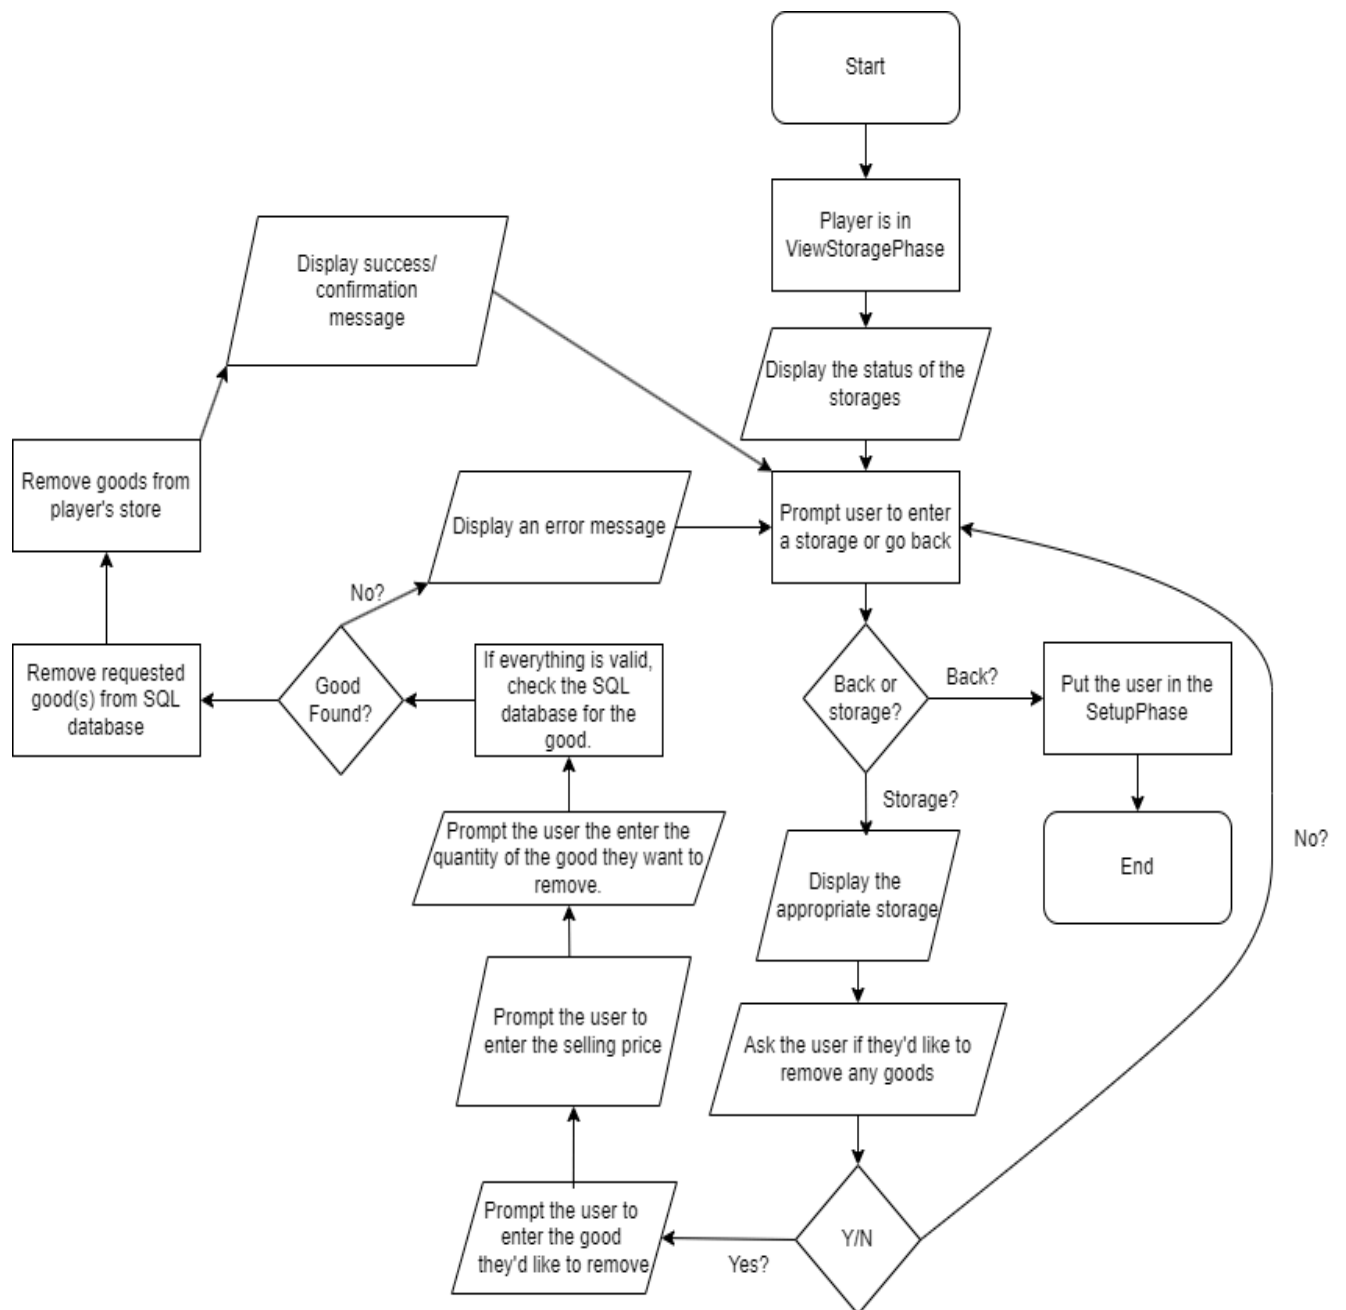 Start
Player is in
ViewStoragePhase
Display the status of the
storages
Prompt user to enter
a storage or go back
Back or
storage?
Back?
Put the user in the
SetupPhase
End
Storage?
Display the
appropriate storage
Ask the user if they'd like to
remove any goods
Y/N
No?
Yes?
Prompt the user to
enter the good
they'd like to remove
Prompt the user to
enter the selling price
Prompt the user the enter the
quantity of the good they want to
remove.
If everything is valid,
check the SQL
database for the
good.
Good
Found?
No?
Display an error message
Remove requested
good(s) from SQL
database
Remove goods from
player's store
Display success/
confirmation
message